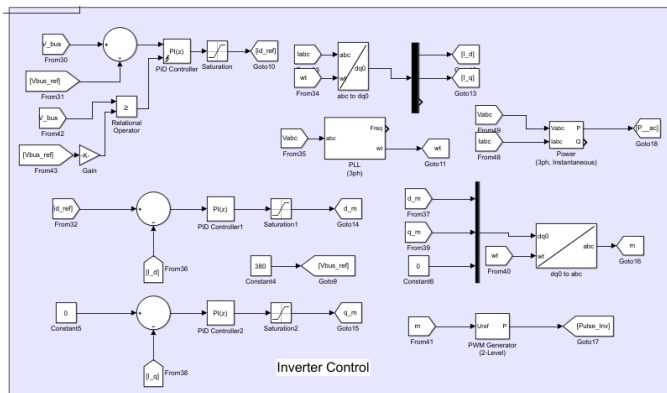 V_bus
From30
[Vbus_ref]
From31
V_bus
From42
[Vbus_ref]
From43
-K-
Gain
≥
Relational
Operator
+
-
PI(z)
PID Controller
Saturation
[id_ref]
Goto10
Iabc
wt
From34
abc
wt
dq0
abc to dq0
[I_d]
[I_q]
Goto13
Vabc
From35
abc
Freq
wt
PLL
(3ph)
wt
Goto11
Vabc
From49
Iabc
From48
Vabc
Iabc
P
Q
Power
(3ph, Instantaneous)
[P__ac]
Goto18
[id_ref]
From32
+
-
[I_d]
From36
PI(z)
PID Controller1
Saturation1
d_m
Goto14
380
Constant4
[Vbus_ref]
Goto9
0
Constant5
+
-
[I_q]
From38
PI(z)
PID Controller2
Saturation2
q_m
Goto15
d_m
From37
q_m
From39
0
Constant6
wt
From40
dq0
wt
abc
dq0 to abc
m
Goto16
m
From41
Uref
P
PWM Generator
(2-Level)
[Pulse_Inv]
Goto17
Inverter Control